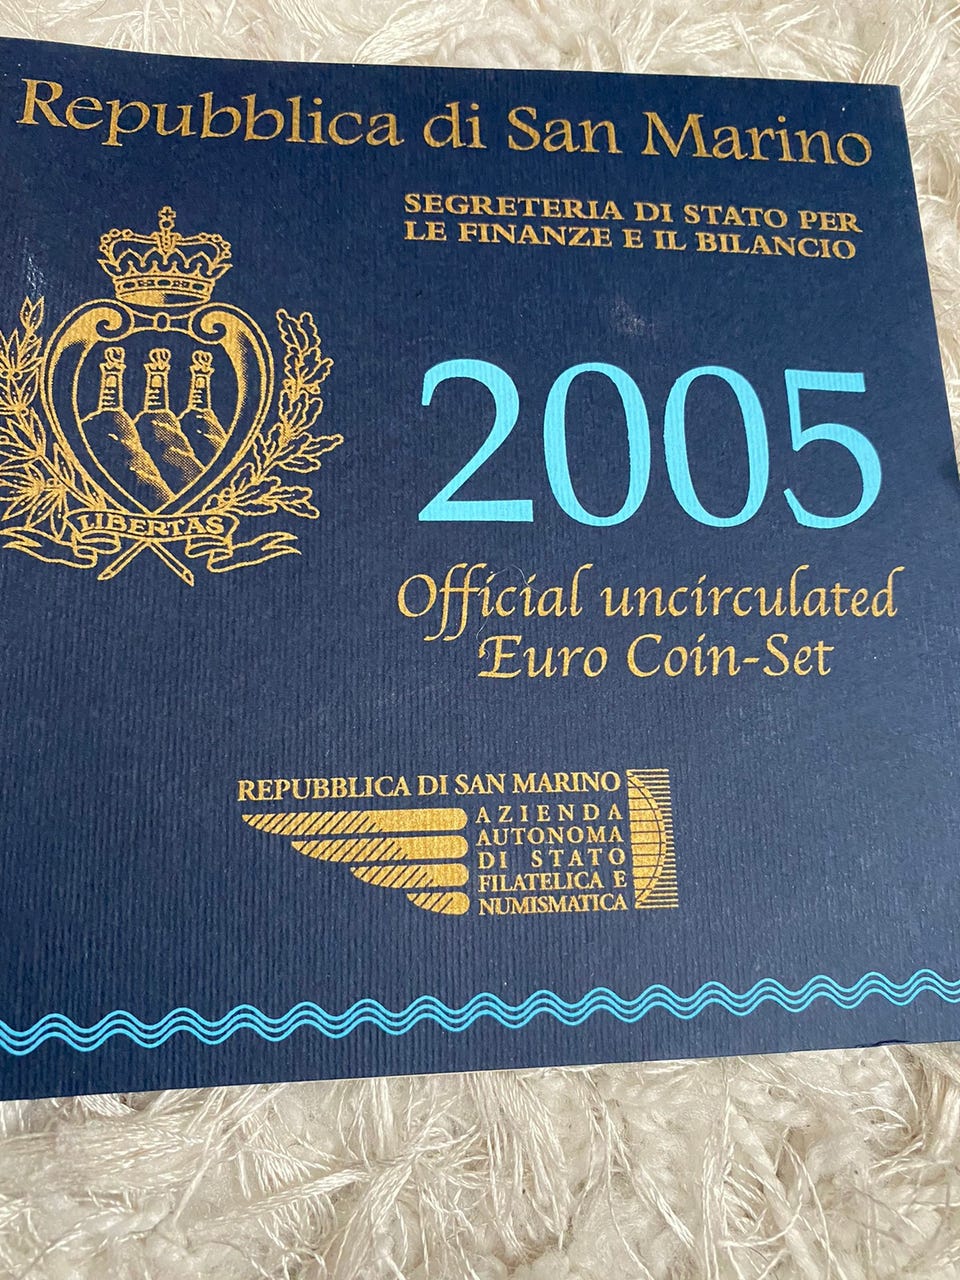 Repubblica di San Marino
SEGRETERIA DI STATO PER
LE FINANZE E IL BILANCIO
LIBERTAS
2005
Official uncirculated
Euro Coin-Set
REPUBBLICA DI SAN MARINO
AZIENDA
AUTONOMA
DI STATO
FILATELICA E
NUMISMATICA